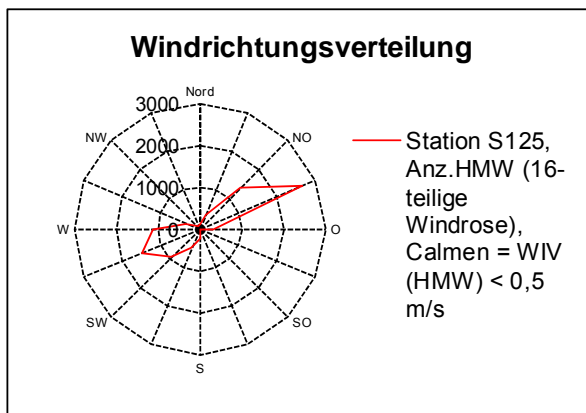 Windrichtungsverteilung
Nord
3000
NW
NO
2000
1000
W
0
O
SW
SO
S
Station S125,
Anz.HMW (16-
teilige
Windrose),
Calmen = WIV
(HMW) < 0,5
m/s